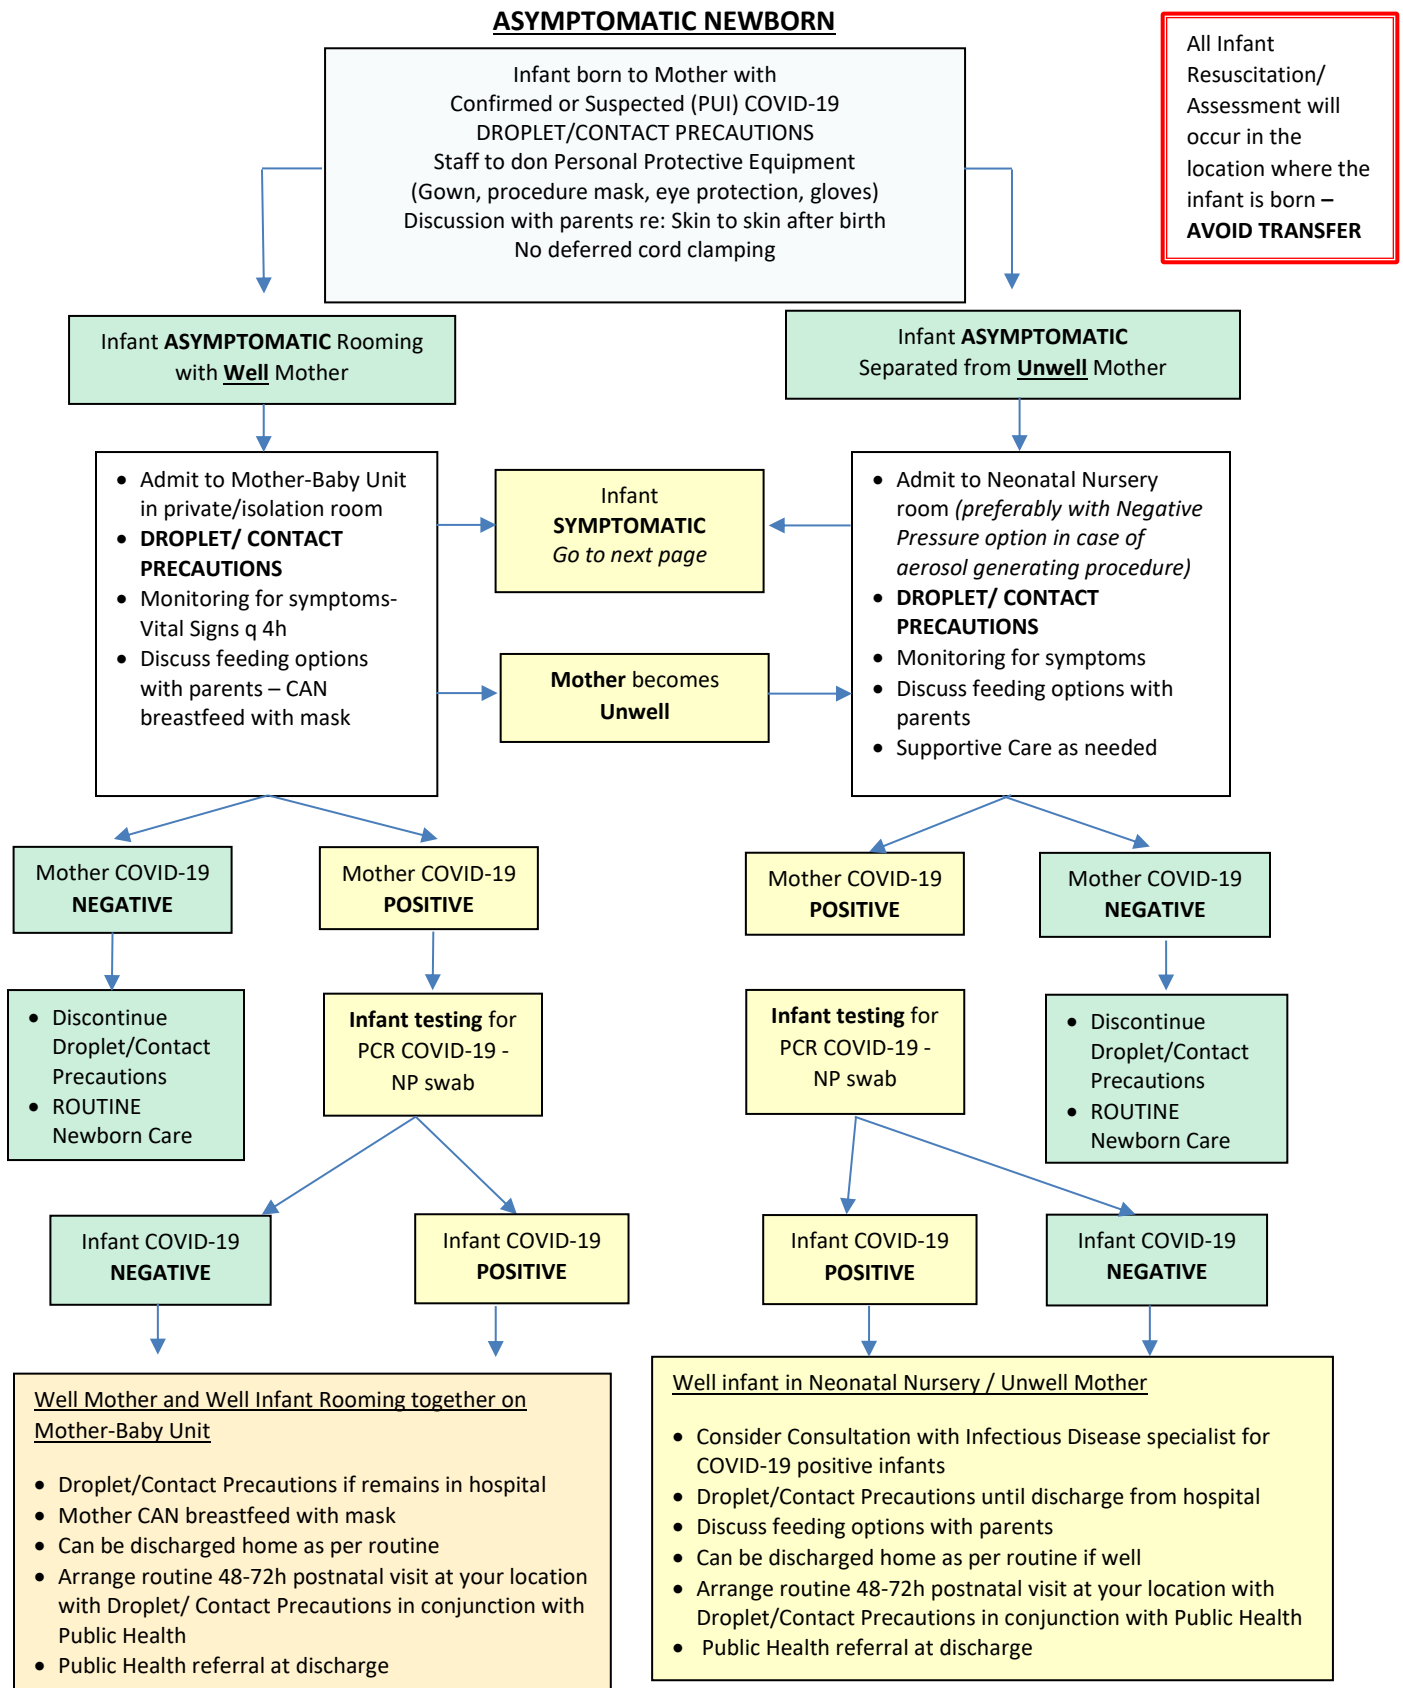 ASYMPTOMATIC NEWBORN
All Infant
Resuscitation/
Assessment will
occur in the
location where the
infant is born –
AVOID TRANSFER
Infant born to Mother with
Confirmed or Suspected (PUI) COVID-19
DROPLET/CONTACT PRECAUTIONS
Staff to don Personal Protective Equipment
(Gown, procedure mask, eye protection, gloves)
Discussion with parents re: Skin to skin after birth
No deferred cord clamping
Infant ASYMPTOMATIC Rooming
with Well Mother
Infant ASYMPTOMATIC
Separated from Unwell Mother
• Admit to Mother-Baby Unit
in private/isolation room
• DROPLET/ CONTACT
PRECAUTIONS
• Monitoring for symptoms-
Vital Signs q 4h
• Discuss feeding options
with parents – CAN
breastfeed with mask
Infant
SYMPTOMATIC
Go to next page
Mother becomes
Unwell
• Admit to Neonatal Nursery
room (preferably with Negative
Pressure option in case of
aerosol generating procedure)
• DROPLET/ CONTACT
PRECAUTIONS
• Monitoring for symptoms
• Discuss feeding options with
parents
• Supportive Care as needed
Mother COVID-19
NEGATIVE
Mother COVID-19
POSITIVE
Mother COVID-19
POSITIVE
Mother COVID-19
NEGATIVE
• Discontinue
Droplet/Contact
Precautions
• ROUTINE
Newborn Care
Infant testing for
PCR COVID-19 -
NP swab
Infant testing for
PCR COVID-19 -
NP swab
• Discontinue
Droplet/Contact
Precautions
• ROUTINE
Newborn Care
Infant COVID-19
NEGATIVE
Infant COVID-19
POSITIVE
Infant COVID-19
POSITIVE
Infant COVID-19
NEGATIVE
Well Mother and Well Infant Rooming together on
Mother-Baby Unit
• Droplet/Contact Precautions if remains in hospital
• Mother CAN breastfeed with mask
• Can be discharged home as per routine
• Arrange routine 48-72h postnatal visit at your location
with Droplet/ Contact Precautions in conjunction with
Public Health
• Public Health referral at discharge
Well infant in Neonatal Nursery / Unwell Mother
• Consider Consultation with Infectious Disease specialist for
COVID-19 positive infants
• Droplet/Contact Precautions until discharge from hospital
• Discuss feeding options with parents
• Can be discharged home as per routine if well
• Arrange routine 48-72h postnatal visit at your location with
Droplet/Contact Precautions in conjunction with Public Health
• Public Health referral at discharge